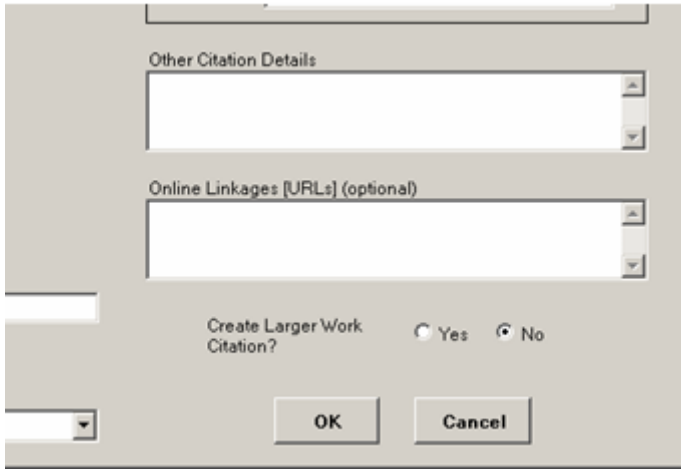 Other Citation Details
Online Linkages [URLs] (optional)
Create Larger Work
Citation?
Yes No
OK Cancel